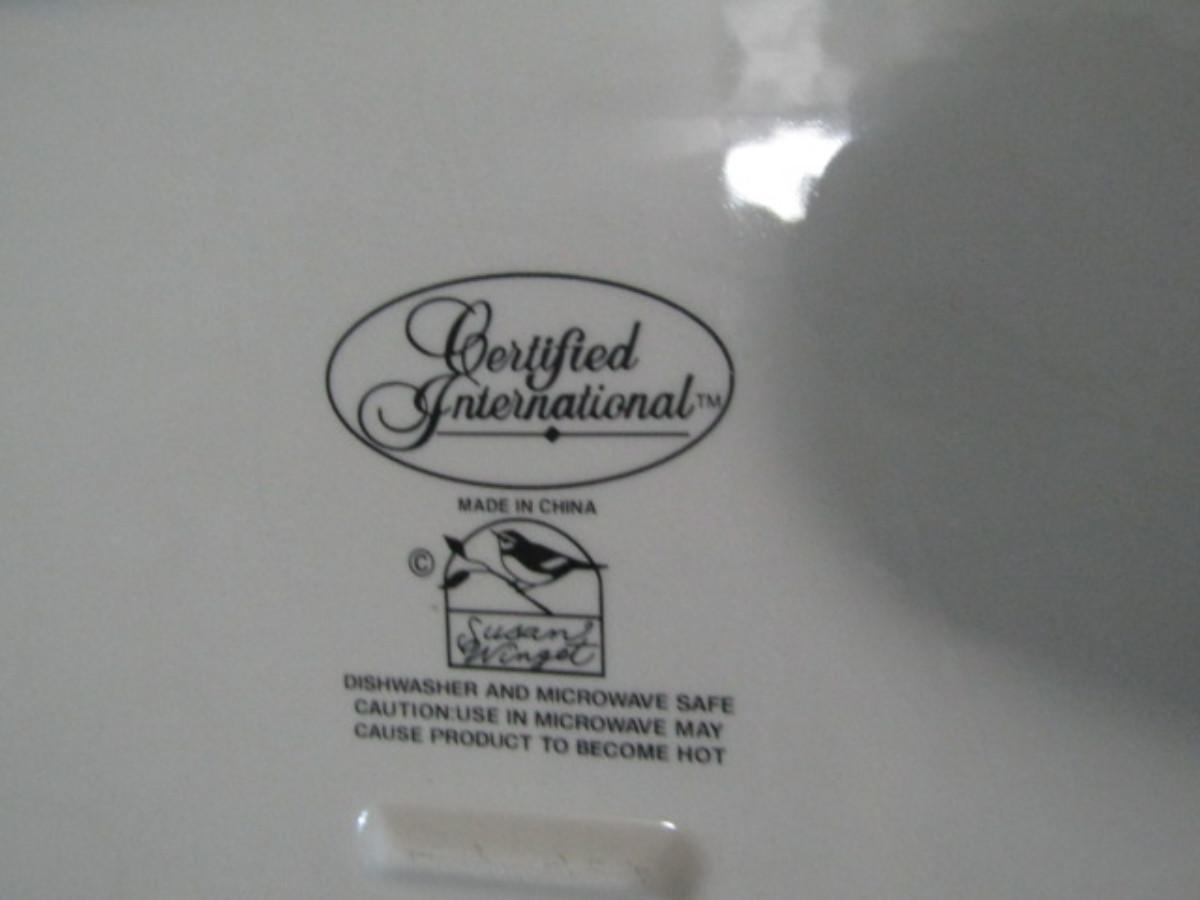 Certified
International™
MADE IN CHINA
©
Susan
Winget
DISHWASHER AND MICROWAVE SAFE
CAUTION:USE IN MICROWAVE MAY
CAUSE PRODUCT TO BECOME HOT